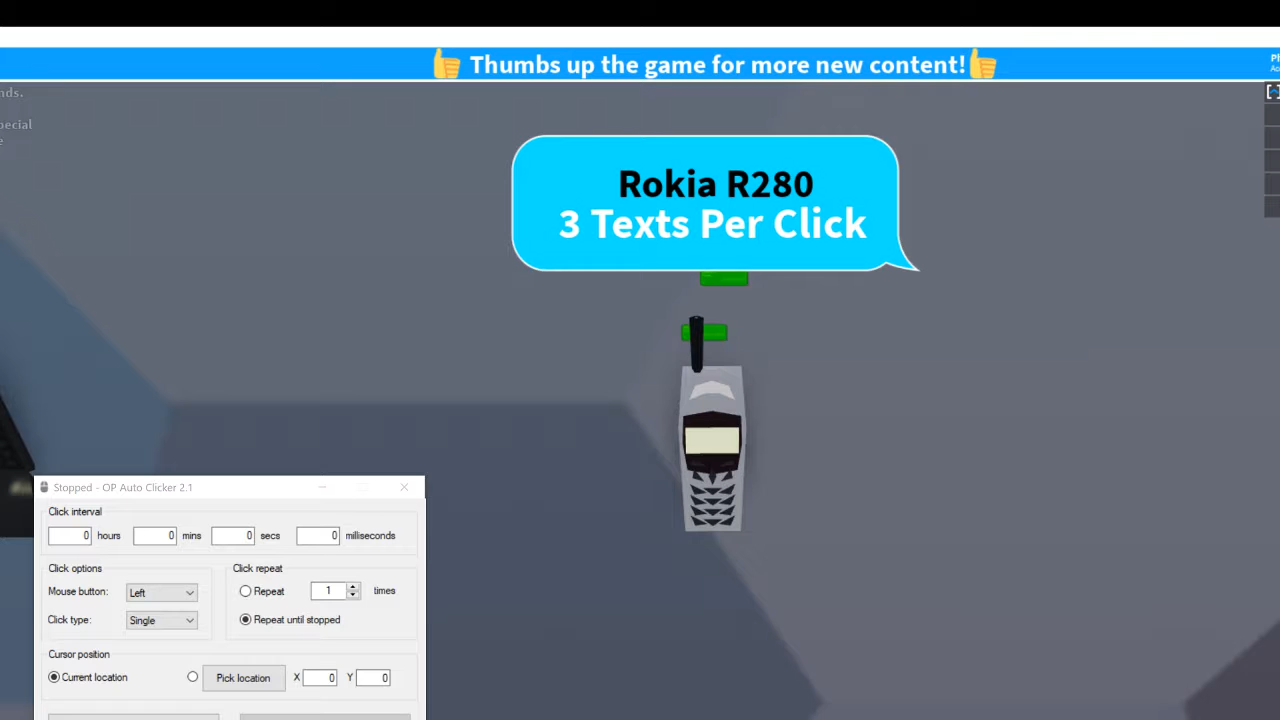 Thumbs up the game for more new content!
nds.
pecial
e
Ph
Ac
Rokia R280
3 Texts Per Click
Stopped - OP Auto Clicker 2.1
Click interval
0 hours 0 mins 0 secs 0 milliseconds
Click options
Mouse button: Left
Click type: Single
Click repeat
Repeat 1 times
Repeat until stopped
Cursor position
Current location Pick location X 0 Y 0